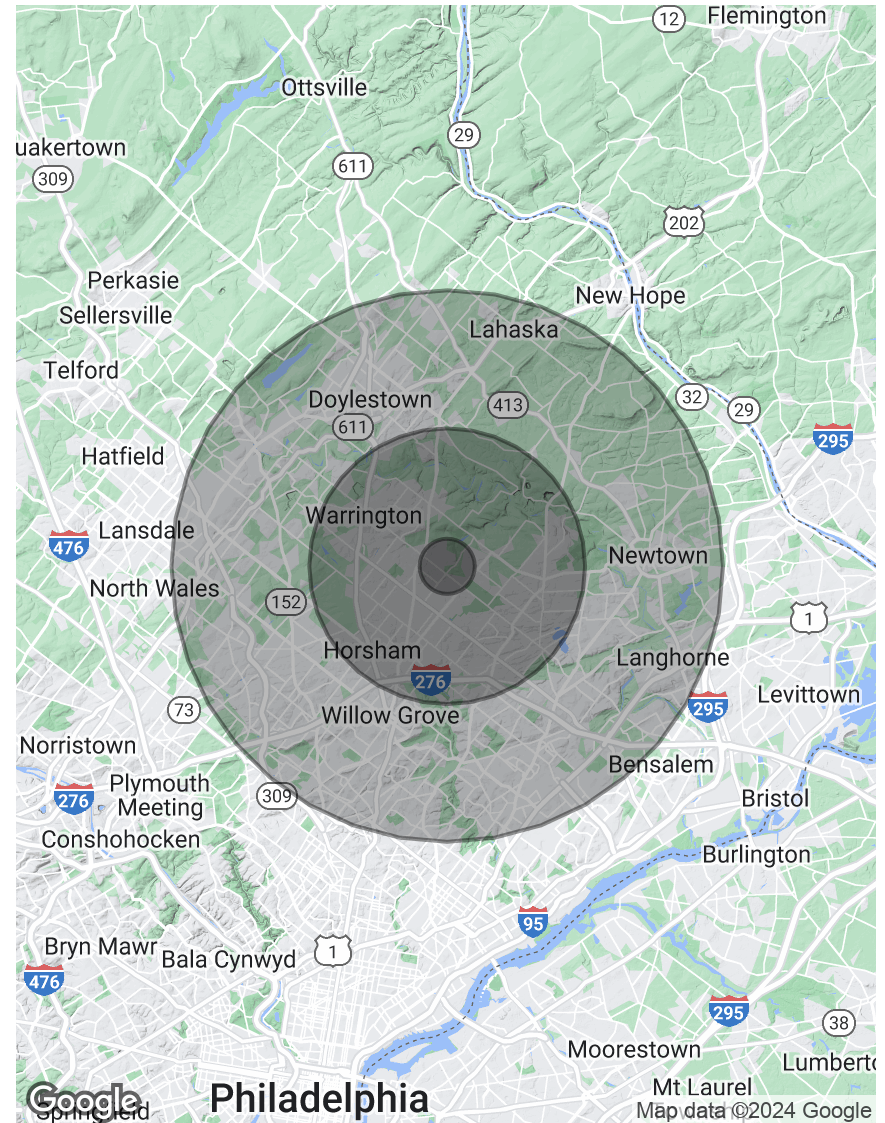 12
Flemington
Ottsville
29
uakertown
611
309
202
Perkasie
New Hope
Sellersville
Lahaska
Telford
Doylestown
413
32
29
611
295
Hatfield
Warrington
Lansdale
476
Newtown
North Wales
152
1
Horsham
Langhorne
276
Levittown
73
295
Willow Grove
Norristown
Bensalem
Plymouth
Meeting
276
309
Bristol
Conshohocken
Burlington
95
Bryn Mawr
1
Bala Cynwyd
476
295
38
Moorestown
Lumberto
Mt Laurel
Township
Philadelphia
Google
Springfield
Map data ©2024 Google